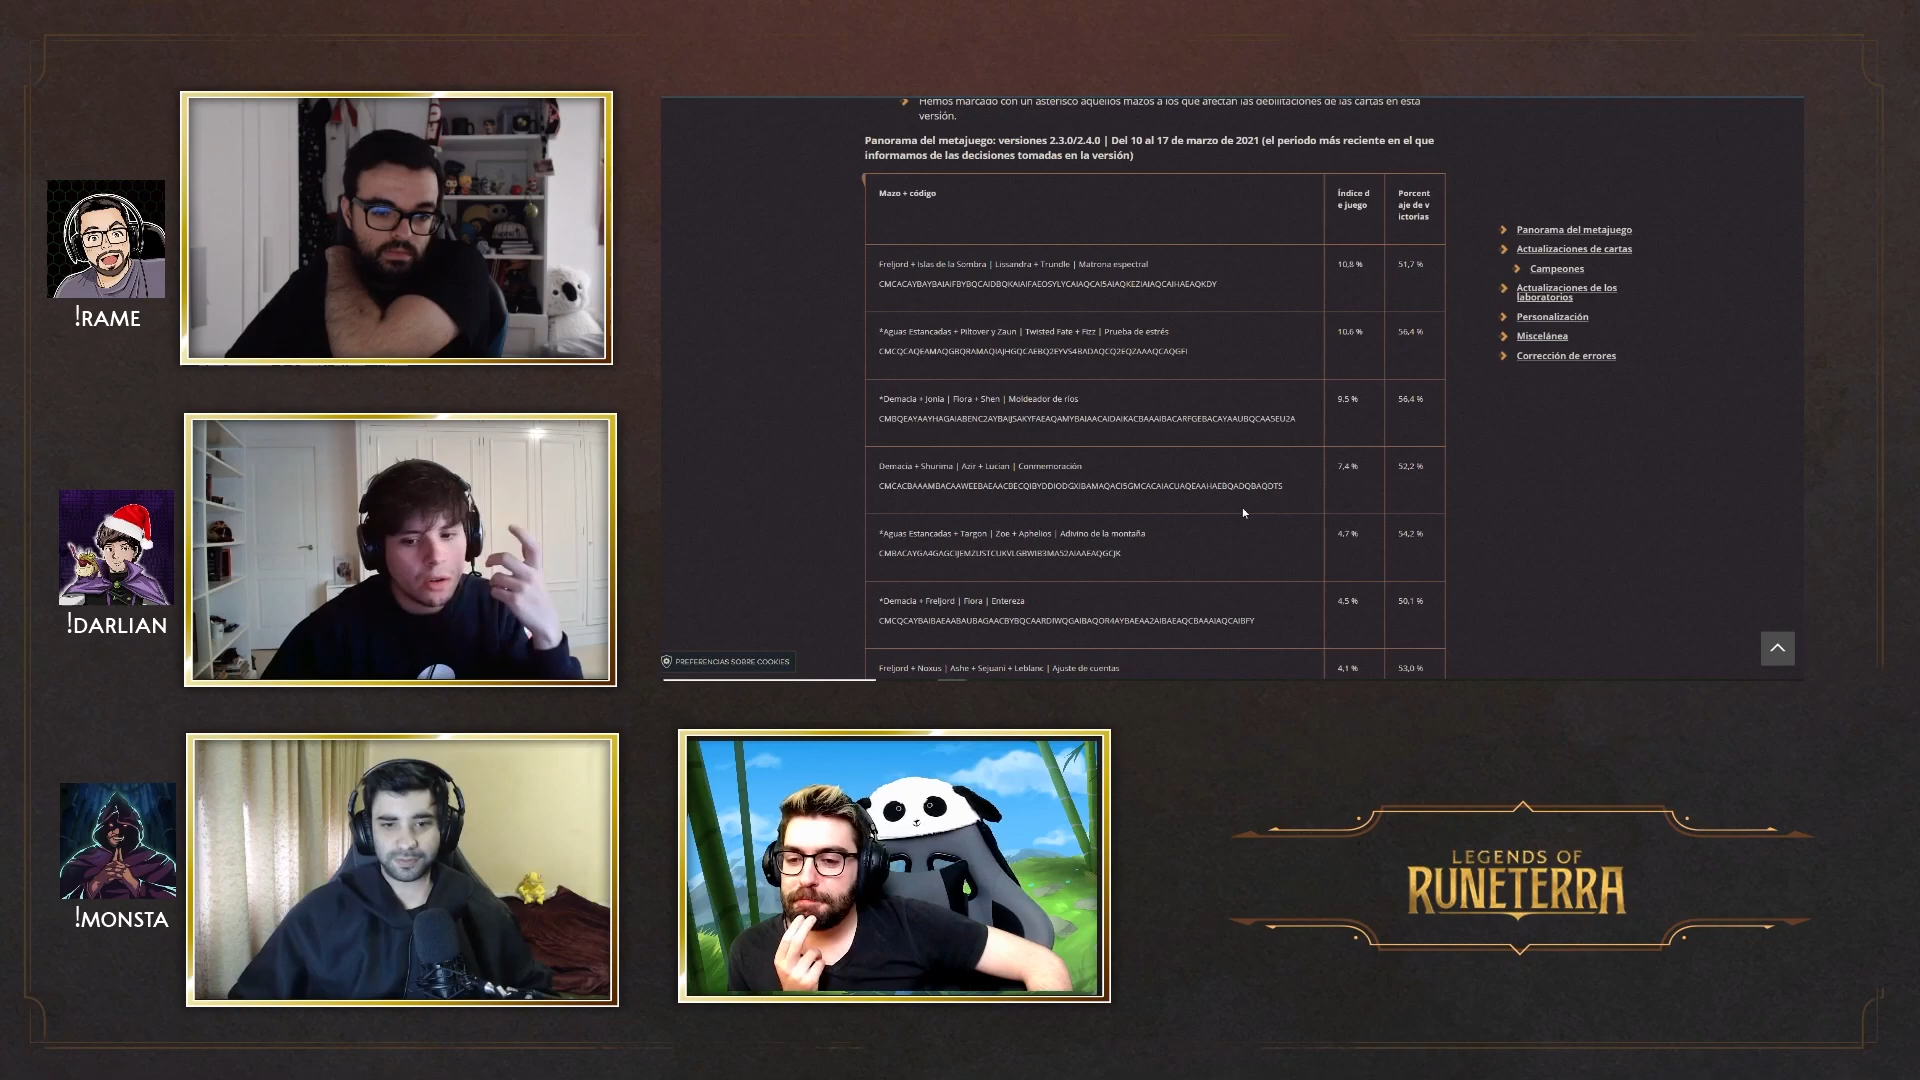 !RAME
!DARLIAN
!MONSTA
Hemos marcado con un asterisco aquellos mazos a los que afectan las debilitaciones de las cartas en esta
versión.
Panorama del metajuego: versiones 2.3.0/2.4.0 | Del 10 al 17 de marzo de 2021 (el periodo más reciente en el que
informamos de las decisiones tomadas en la versión)
Mazo + código
Índice d
e juego
Porcent
aje de v
ictorias
Freljord + Islas de la Sombra | Lissandra + Trundle | Matrona espectral
10,8 %
51,7 %
CMCACAYBAYBAIAIFBYBQCAIDBQKAIAIFAEOSYLYCAIAQCAI5AIAQKEZIAIAQCAIHAEAQKDY
*Aguas Estancadas + Piltover y Zaun | Twisted Fate + Fizz | Prueba de estrés
10,6 %
56,4 %
CMCQCAQEAMAQGBQRAMAQIAJHGQCAEBQ2EYVS4BADAQCQ2EQZAAAQCAQGFI
*Demacia + Jonia | Fiora + Shen | Moldeador de ríos
9,5 %
56,4 %
CMBQEAYAAYHAGAIABENC2AYBAIJSAKYFAEAQAMYBAIAACAIDAIKACBAAAIBACARFGEBACAYAAUBQCAA5EU2A
Demacia + Shurima | Azir + Lucian | Conmemoración
7,4 %
52,2 %
CMCACBAAAMBACAAWEEBAEAACBECQIBYDDIODGXIBAMAQACI5GMCACAIACUAQEAAHAEBQADQBAQDTS
*Aguas Estancadas + Targon | Zoe + Aphelios | Adivino de la montaña
4,7 %
54,2 %
CMBACAYGA4GAGCIJEMZUSTCUKVLGBWIB3MA52AIAAEAQGCJK
*Demacia + Freljord | Fiora | Entereza
4,5 %
50,1 %
CMCQCAYBAIBAEAABAUBAGAACBYBQCAARDIWQGAIBAQOR4AYBAEAA2AIBAEAQCBAAAIAQCAIBFY
Freljord + Noxus | Ashe + Sejuani + Leblanc | Ajuste de cuentas
4,1 %
53,0 %
Panorama del metajuego
Actualizaciones de cartas
Campeones
Actualizaciones de los
laboratorios
Personalización
Miscelánea
Corrección de errores
PREFERENCIAS SOBRE COOKIES
LEGENDS OF
RUNETERRA